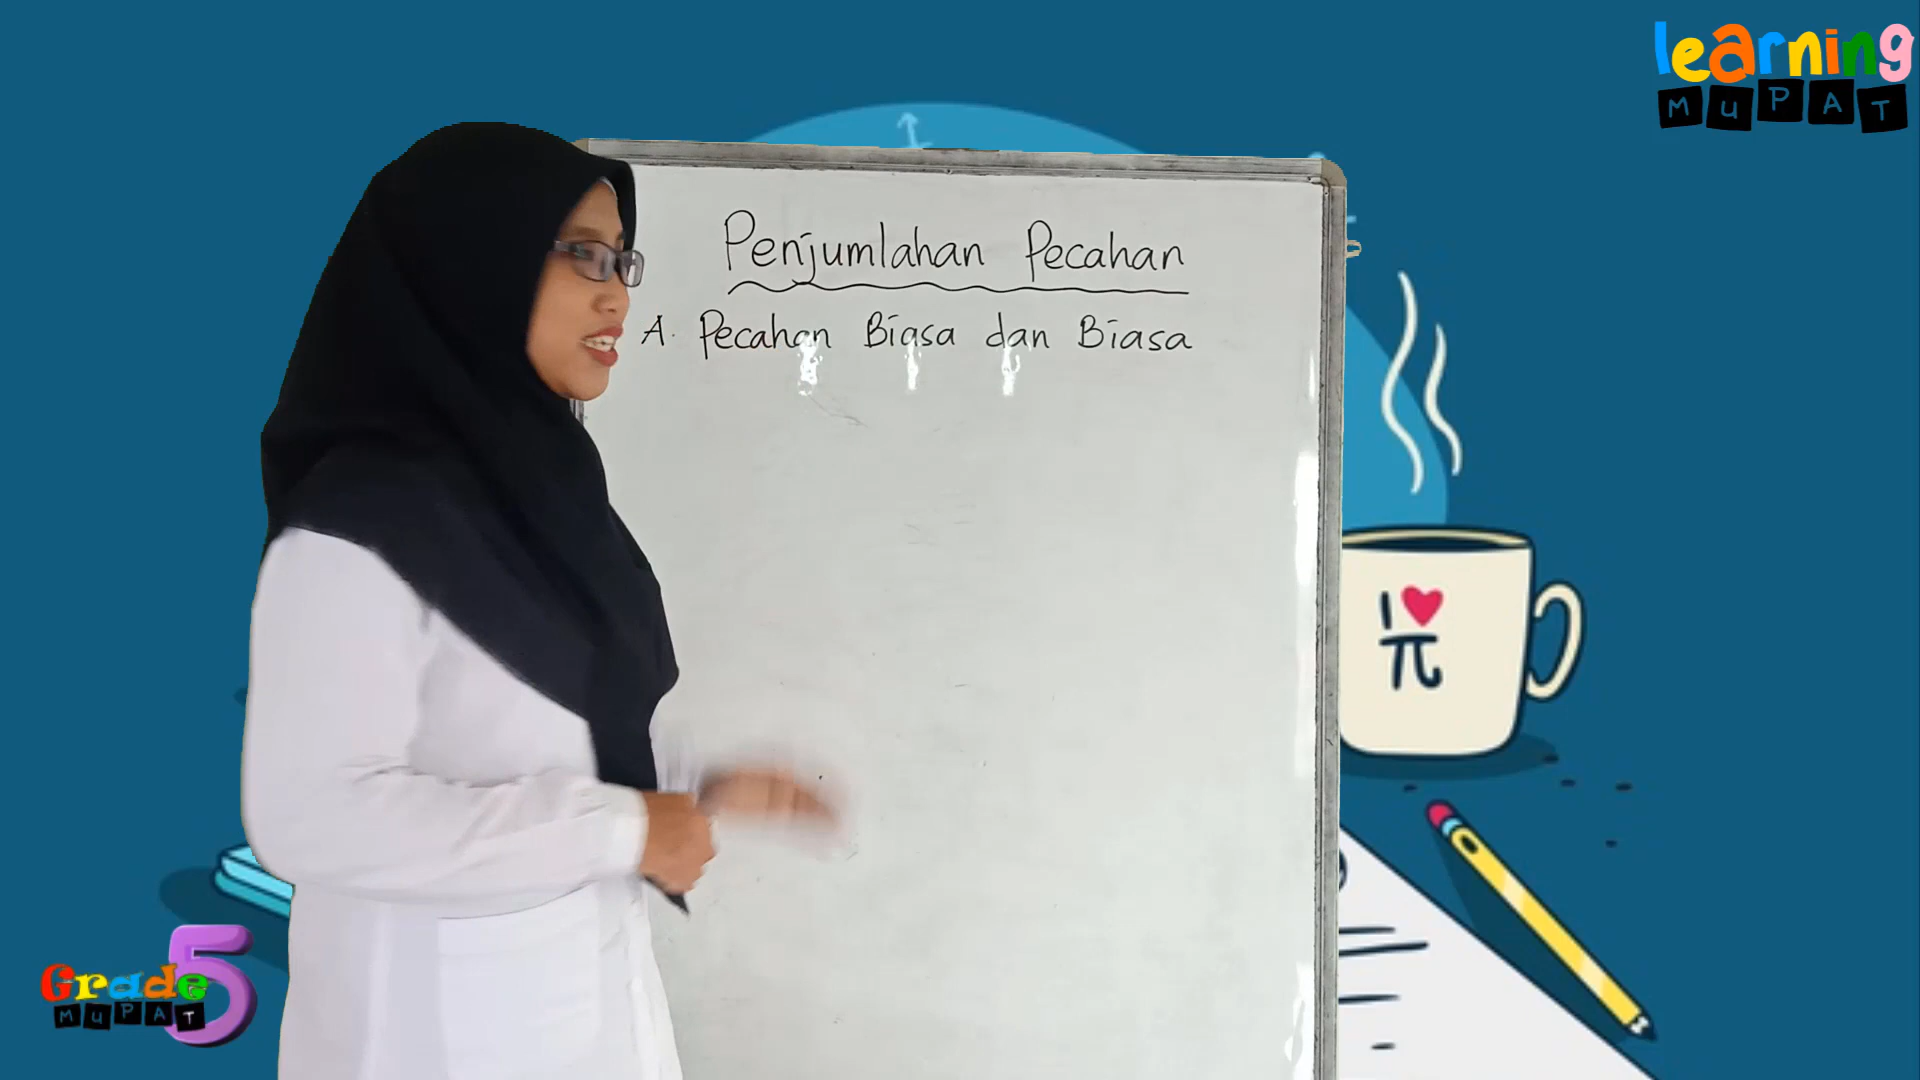 learning
MUPAT
Penjumlahan Pecahan
A. Pecahan Biasa dan Biasa
I ♥
π
Grade 5
MUPAT